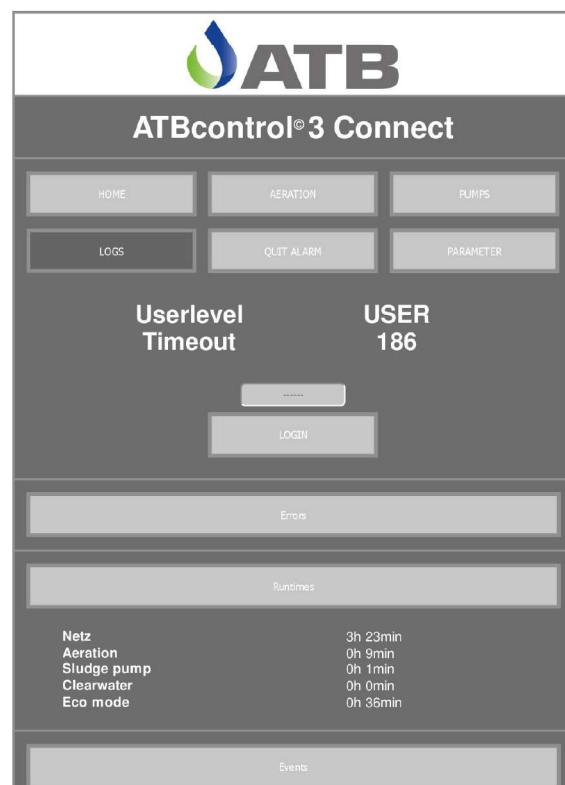 ATB
ATBcontrol© 3 Connect
HOME AERATION PUMPS
LOGS QUIT ALARM PARAMETER
Userlevel USER
Timeout 186
------
LOGIN
Errors
Runtimes
Netz 3h 23min
Aeration 0h 9min
Sludge pump 0h 1min
Clearwater 0h 0min
Eco mode 0h 36min
Events